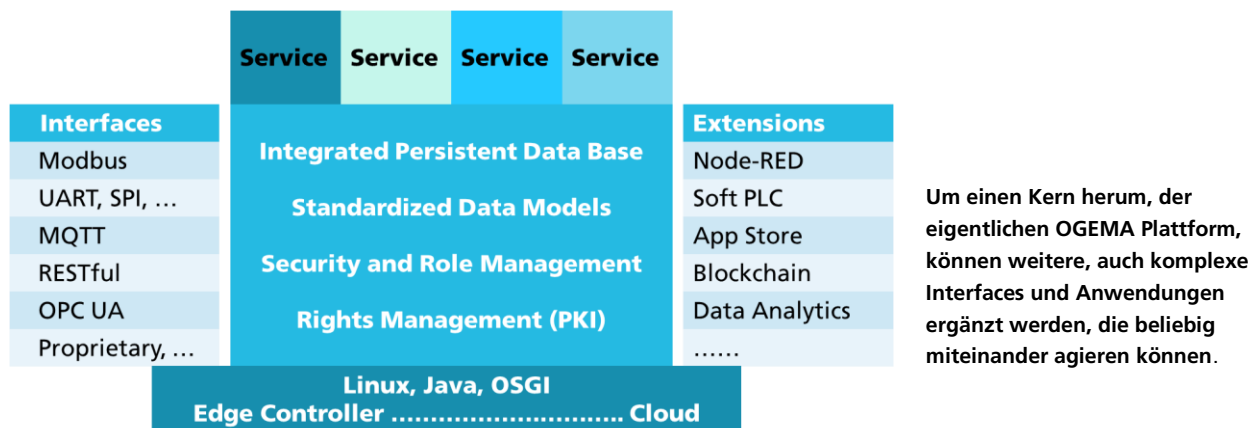 Service Service Service Service
Interfaces
Modbus
UART, SPI, ...
MQTT
RESTful
OPC UA
Proprietary, ...
Integrated Persistent Data Base
Standardized Data Models
Security and Role Management
Rights Management (PKI)
Extensions
Node-RED
Soft PLC
App Store
Blockchain
Data Analytics
......
Linux, Java, OSGI
Edge Controller ................................ Cloud
Um einen Kern herum, der
eigentlichen OGEMA Plattform,
können weitere, auch komplexe
Interfaces und Anwendungen
ergänzt werden, die beliebig
miteinander agieren können.